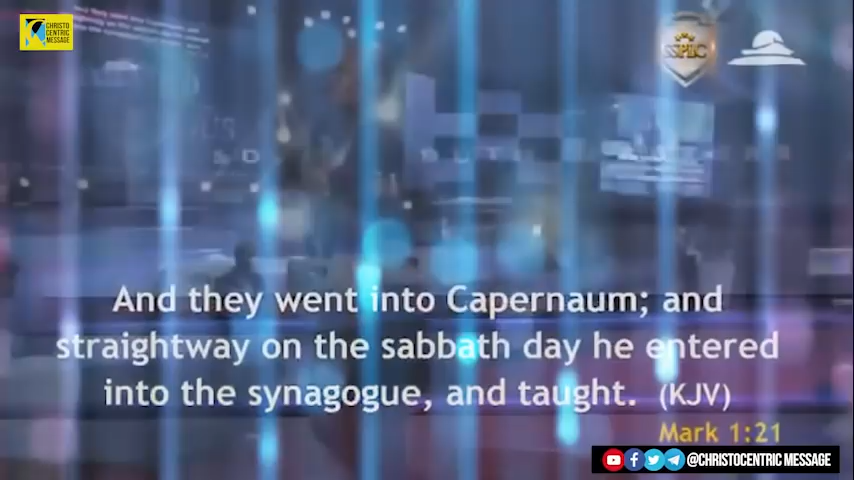 CHRISTO
CENTRIC
MESSAGE
SSPEC
And they went into Capernaum; and
straightway on the sabbath day he entered
into the synagogue, and taught. (KJV)
Mark 1:21
@CHRISTOCENTRIC MESSAGE